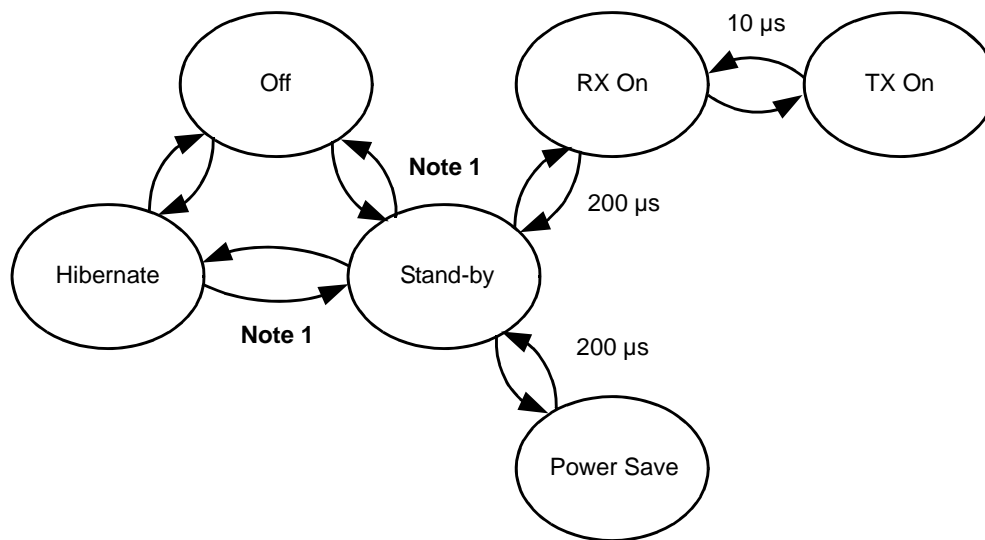 10 µs
Off
RX On
TX On
Note 1
200 µs
Hibernate
Stand-by
Note 1
200 µs
Power Save